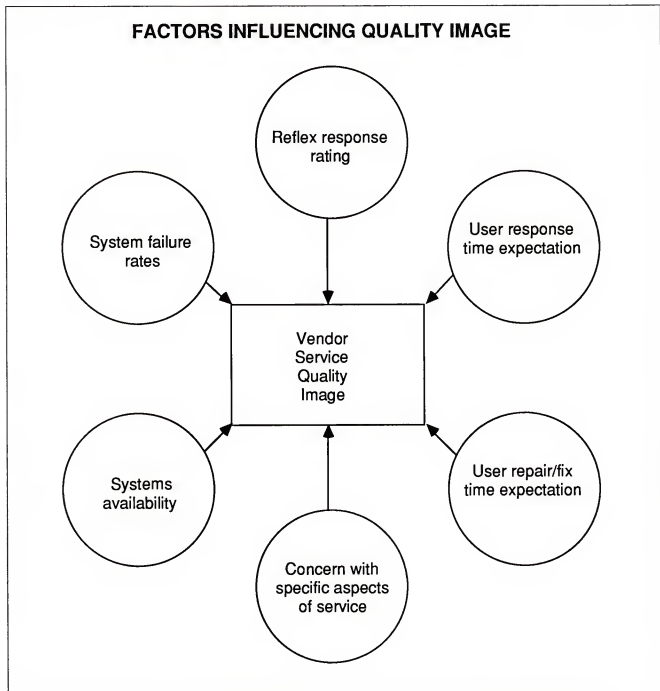 FACTORS INFLUENCING QUALITY IMAGE
Reflex response
rating
System failure
rates
User response
time expectation
Vendor
Service
Quality
Image
Systems
availability
User repair/fix
time expectation
Concern with
specific aspects
of service